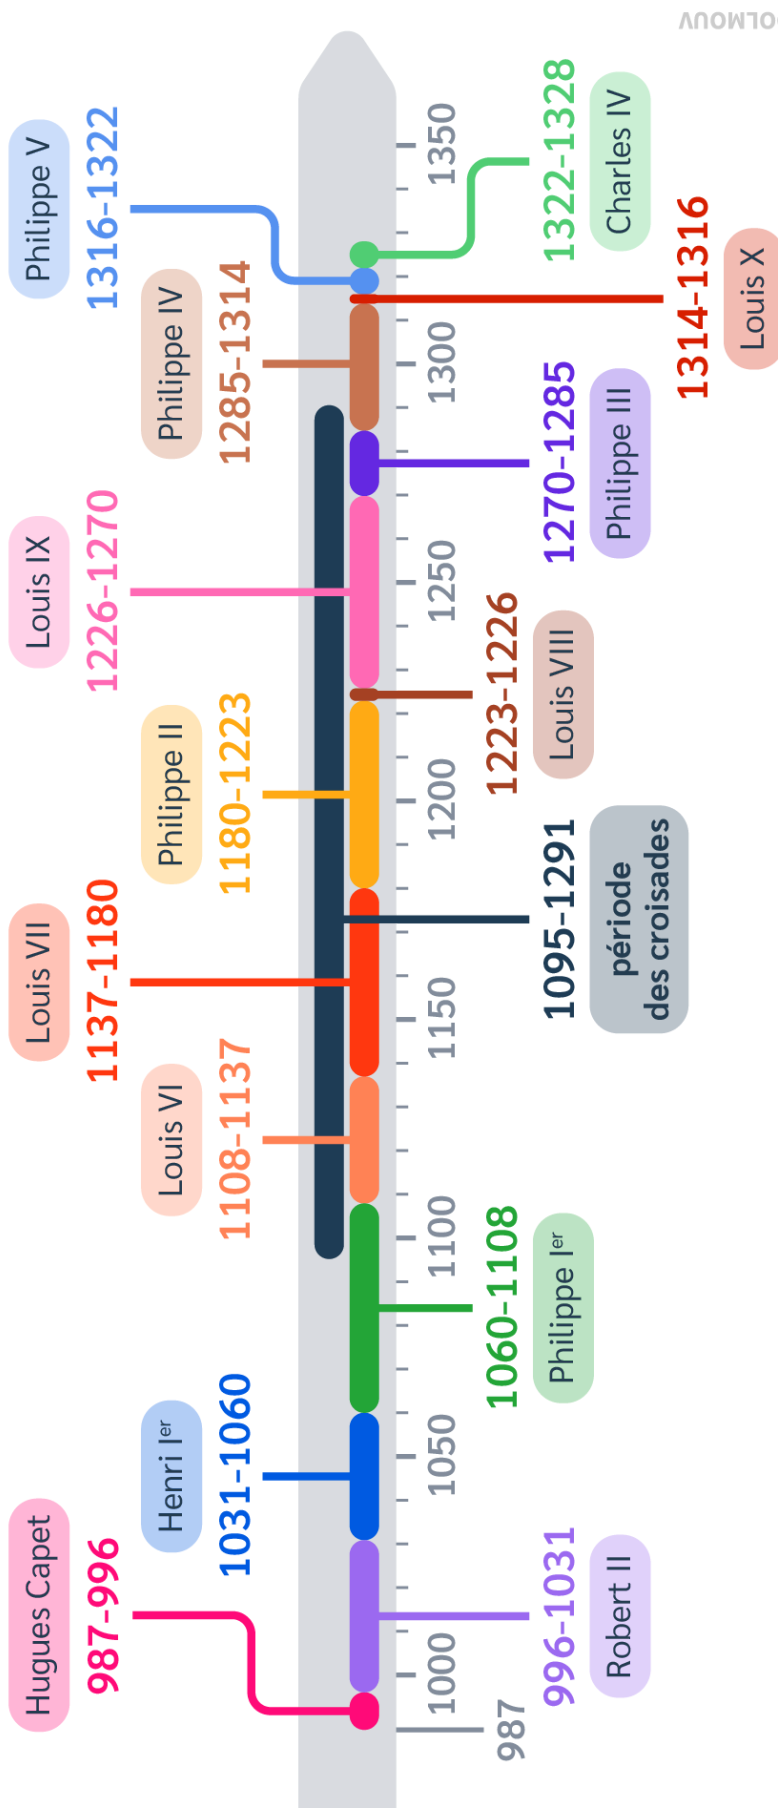 Hugues Capet
987-996
Henri Ier
1031-1060
Louis VI
1108-1137
Louis VII
1137-1180
Philippe II
1180-1223
Louis IX
1226-1270
Philippe IV
1285-1314
Philippe V
1316-1322
987
1000
1050
1100
1150
1200
1250
1300
1350
996-1031
Robert II
1060-1108
Philippe Ier
1095-1291
période
des croisades
1223-1226
Louis VIII
1270-1285
Philippe III
1314-1316
Louis X
1322-1328
Charles IV